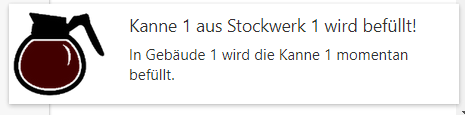 Kanne 1 aus Stockwerk 1 wird befüllt!
In Gebäude 1 wird die Kanne 1 momentan
befüllt.